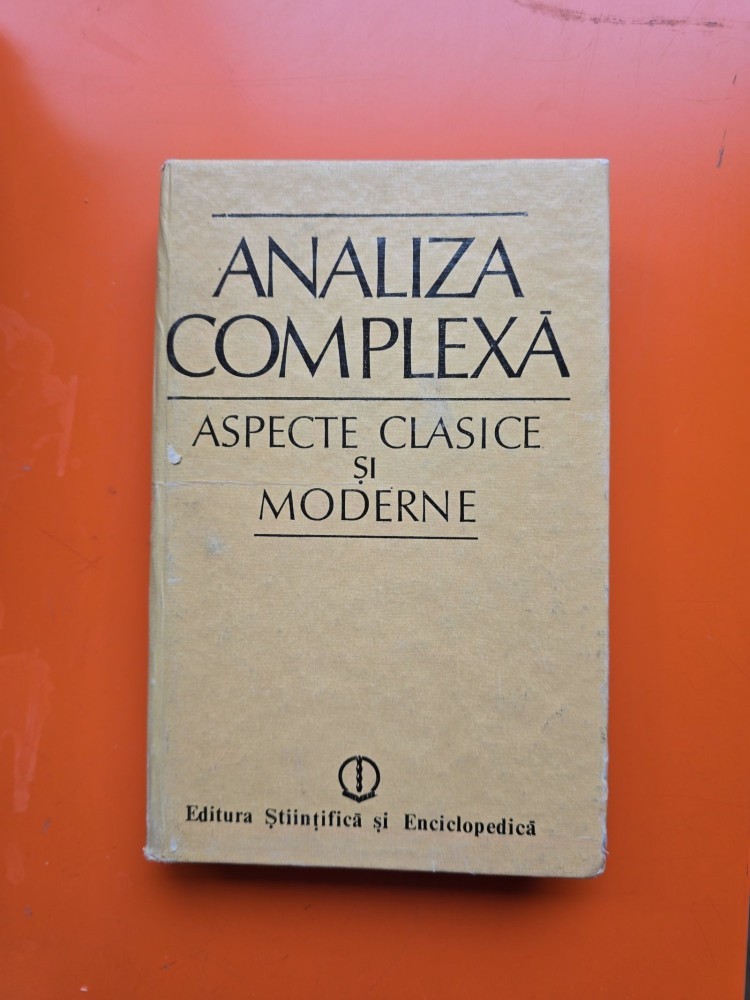 ANALIZA
COMPLEXĂ
ASPECTE CLASICE
ȘI
MODERNE
Editura Științifică și Enciclopedică